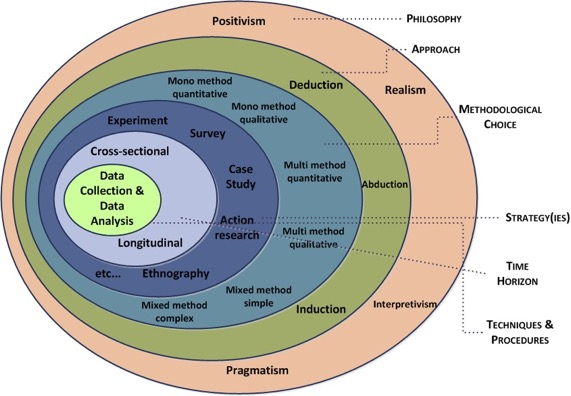 Positivism
PHILOSOPHY
APPROACH
Deduction
Realism
Mono method
quantitative
Mono method
qualitative
METHODOLOGICAL
CHOICE
Experiment
Survey
Cross-sectional
Multi method
quantitative
Case
Study
Data
Collection &
Data
Analysis
Abduction
Action
research
STRATEGY(IES)
Multi method
qualitative
Longitudinal
TIME
HORIZON
etc...
Ethnography
Mixed method
simple
Mixed method
complex
Induction
Interpretivism
TECHNIQUES &
PROCEDURES
Pragmatism